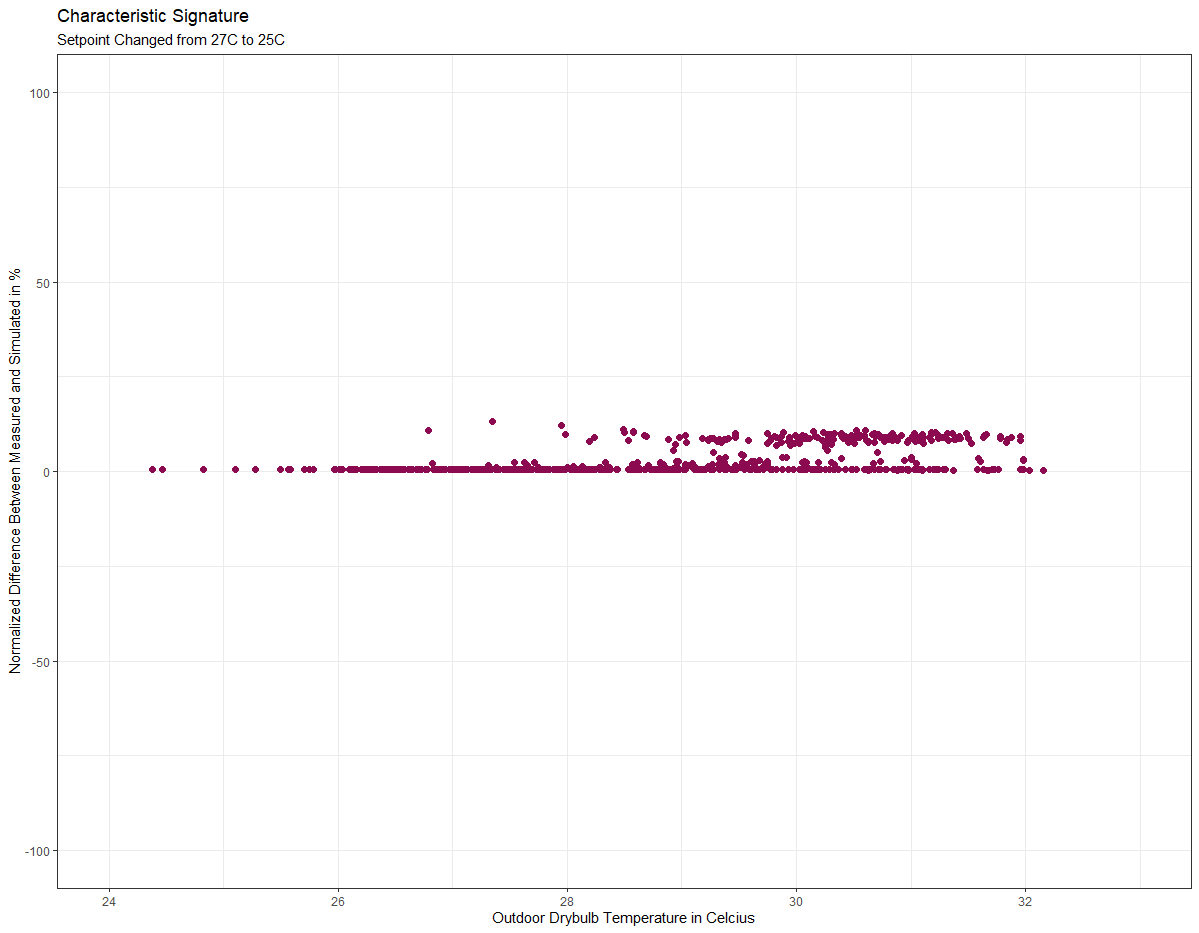 Characteristic Signature
Setpoint Changed from 27C to 25C
Normalized Difference Between Measured and Simulated in %
100
50
0
-50
-100
24
26
28
30
32
Outdoor Drybulb Temperature in Celcius